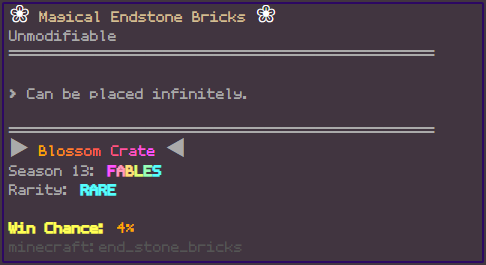 ❀ Magical Endstone Bricks ❀
Unmodifiable
> Can be placed infinitely.
▶ Blossom Crate ◀
Season 13: FABLES
Rarity: RARE
Win Chance: 4%
minecraft:end_stone_bricks